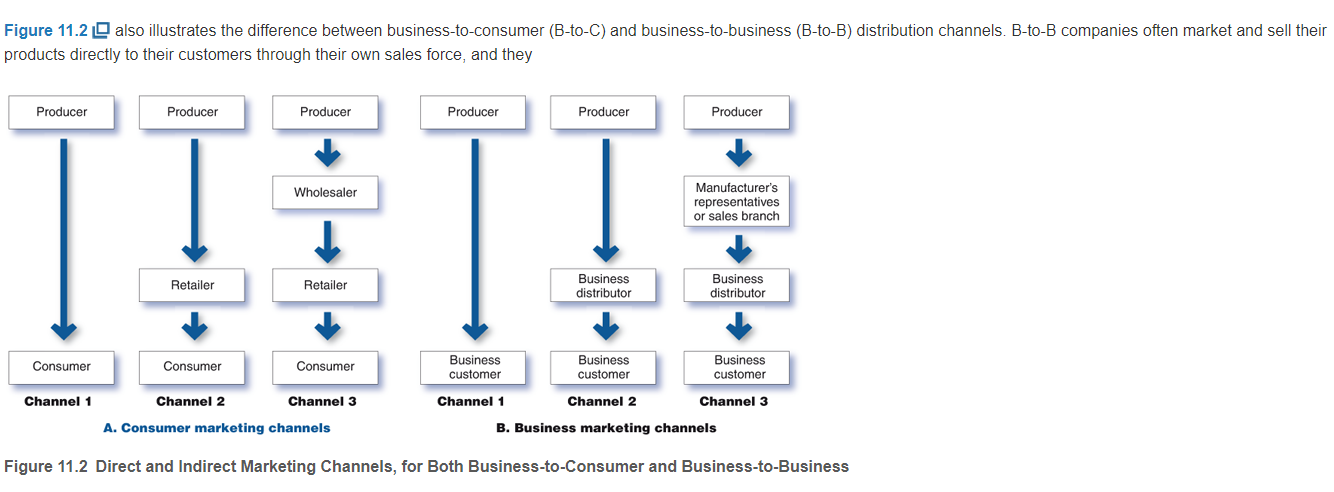 Figure 11.2 also illustrates the difference between business-to-consumer (B-to-C) and business-to-business (B-to-B) distribution channels. B-to-B companies often market and sell their
products directly to their customers through their own sales force, and they
Producer
Producer
Producer
Producer
Producer
Producer
Wholesaler
Manufacturer's
representatives
or sales branch
Retailer
Retailer
Business
distributor
Business
distributor
Consumer
Consumer
Consumer
Business
customer
Business
customer
Business
customer
Channel 1
Channel 2
Channel 3
Channel 1
Channel 2
Channel 3
A. Consumer marketing channels
B. Business marketing channels
Figure 11.2 Direct and Indirect Marketing Channels, for Both Business-to-Consumer and Business-to-Business